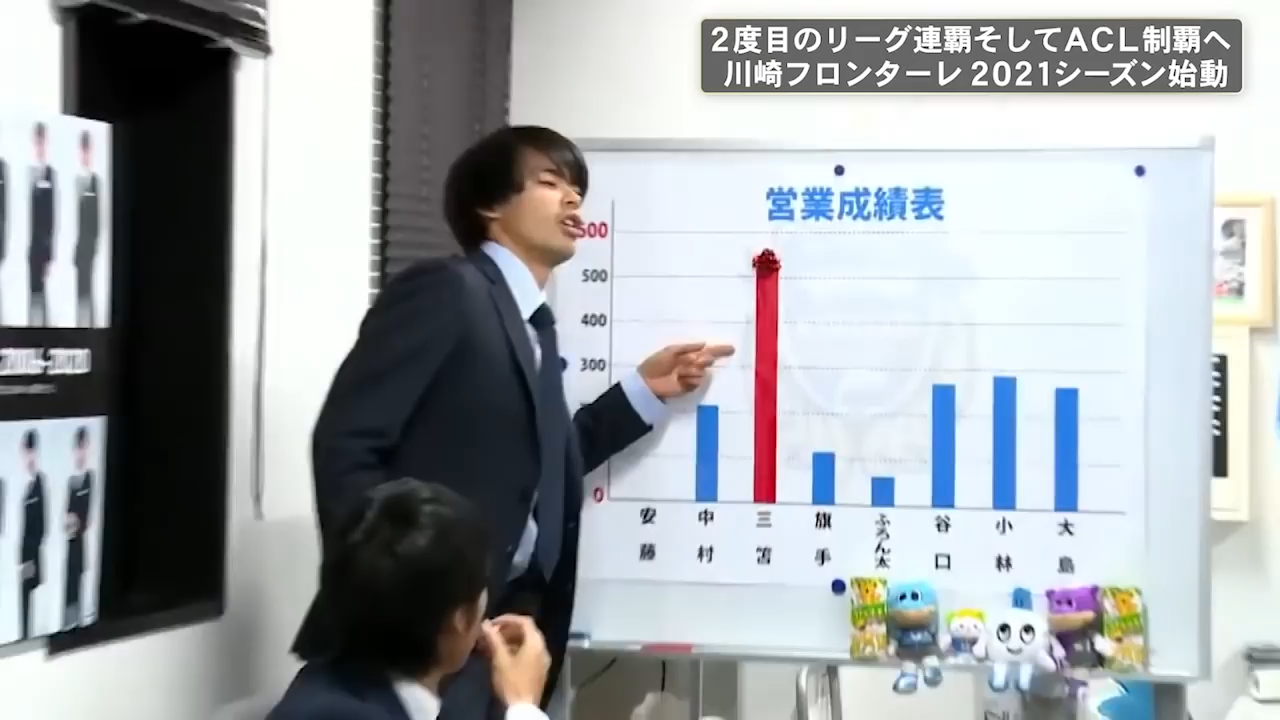 2度目のリーグ連覇そしてACL制覇へ
川崎フロンターレ2021シーズン始動
営業成績表
500
500
400
300
0
安藤
中村
三笘
旗手
ふろん太
谷口
小林
大島